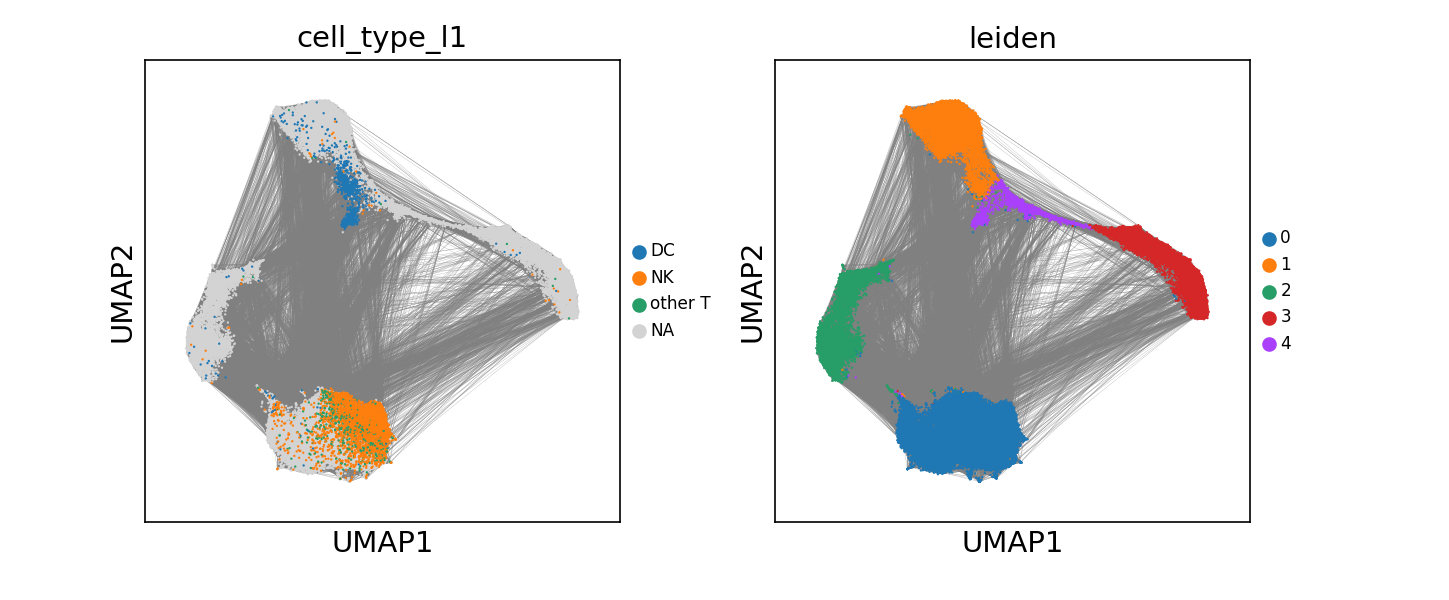 cell_type_l1
UMAP2
UMAP1
DC
NK
other T
NA
leiden
UMAP2
UMAP1
0
1
2
3
4